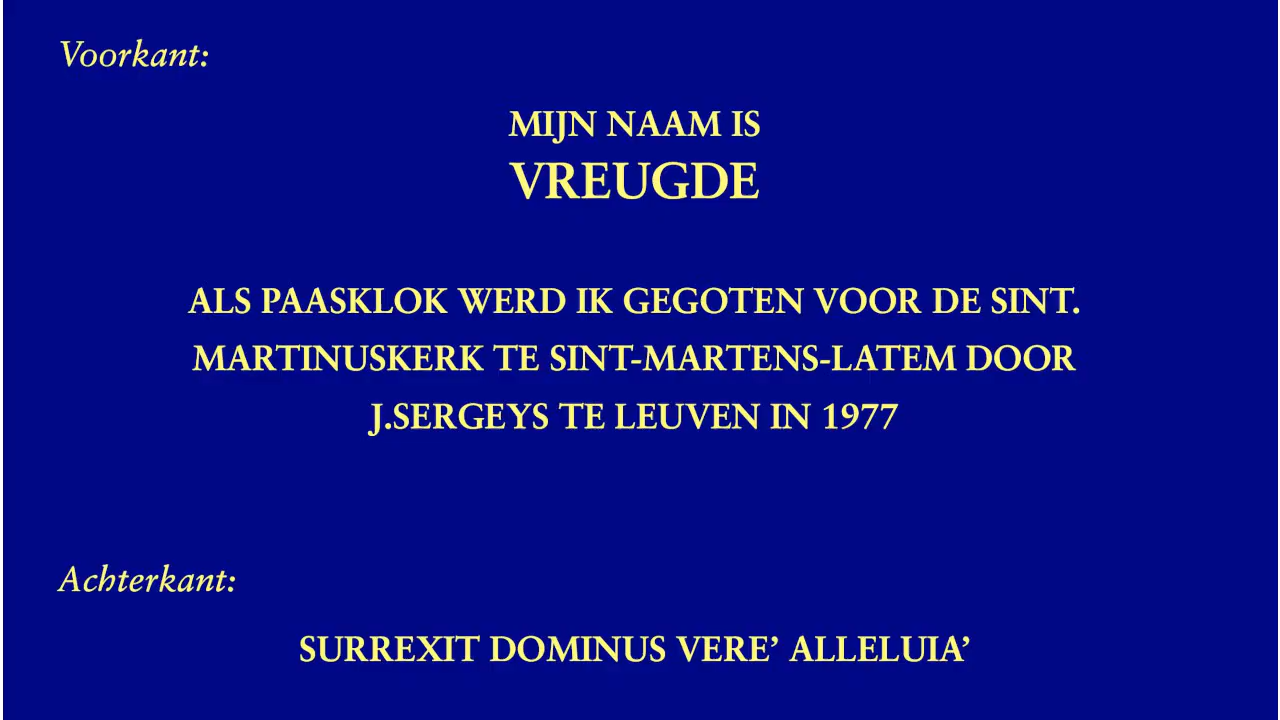 Voorkant:
MIJN NAAM IS
VREUGDE
ALS PAASKLOK WERD IK GEGOTEN VOOR DE SINT.
MARTINUSKERK TE SINT-MARTENS-LATEM DOOR
J.SERGEYS TE LEUVEN IN 1977
Achterkant:
SURREXIT DOMINUS VERE’ ALLELUIA’